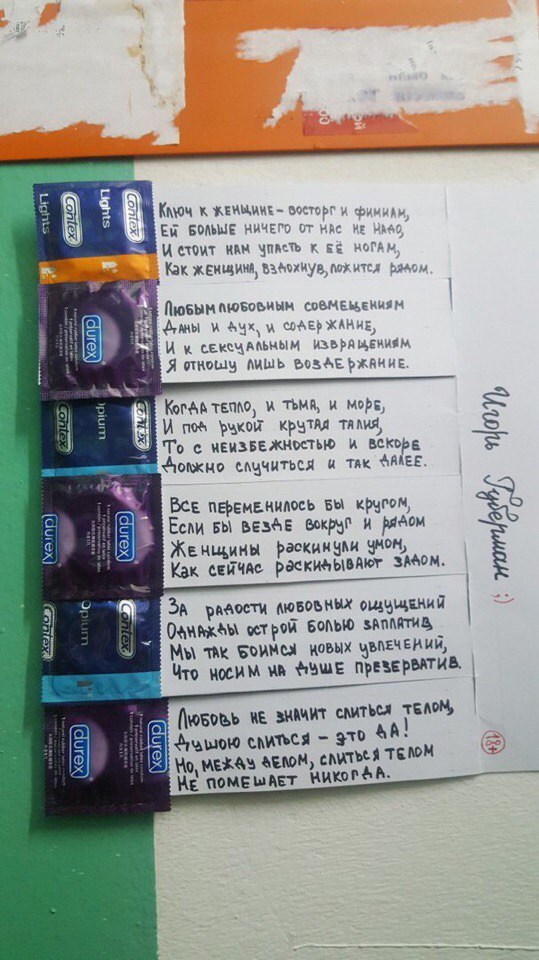 Contex
Lights
Contex
Lights
Ключ к женщине – восторг и фимиам,
Ей больше ничего от нас не надо,
И стоит нам упасть к её ногам,
Как женщина, вздохнув, ложится рядом.
durex
Любым любовным совмещениям
Даны и дух, и содержание,
И к сексуальным извращениям
Я отношу лишь воздержание.
Contex
Opium
Contex
Когда тепло, и тьма, и море,
И под рукой крутая талия,
То с неизбежностью и вскоре
Должно случиться и так далее.
durex
durex
Все переменилось бы кругом,
Если бы везде вокруг и рядом
Женщины раскинули умом,
Как сейчас раскидывают задом.
Contex
Opium
Contex
За радости любовных ощущений
Однажды острой болью заплатив,
Мы так боимся новых увлечений,
Что носим на душе презерватив.
durex
durex
Любовь не значит слиться телом,
Душою слиться – это да!
Но, между делом, слиться телом
Не помешает никогда.
Игорь Губерман ;)
18+